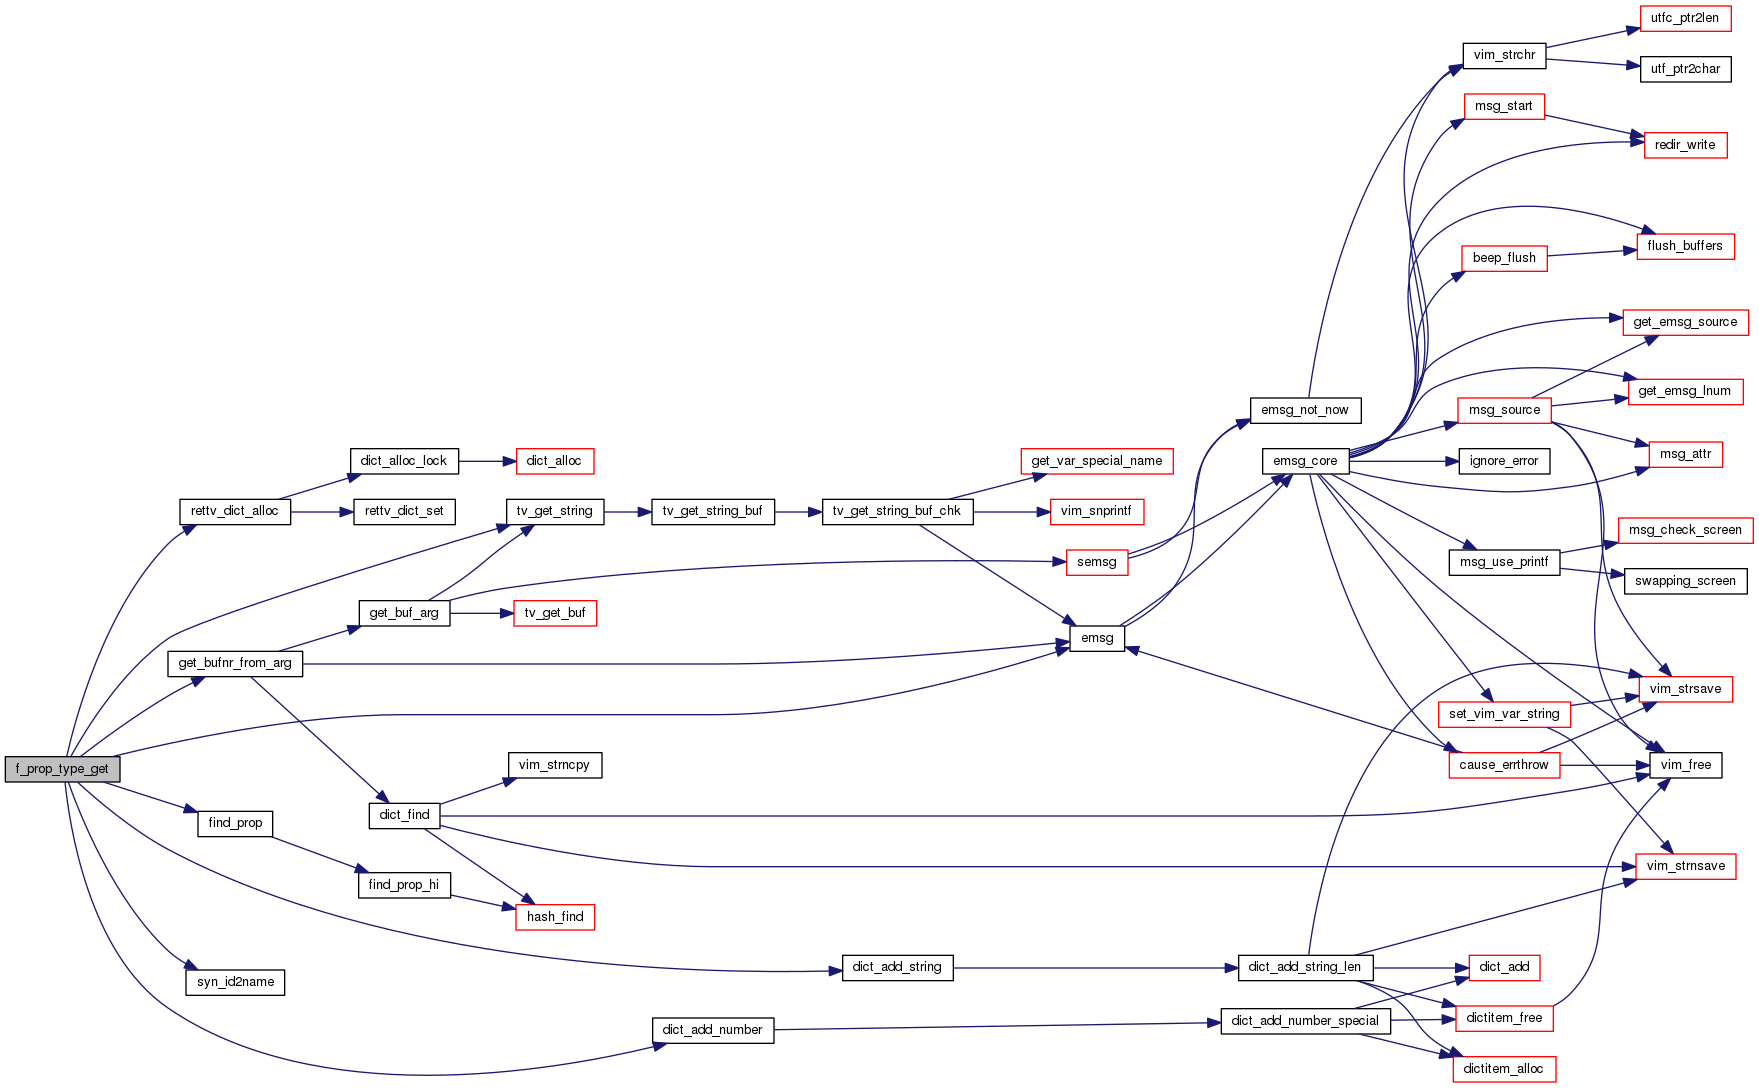 utfc_ptr2len
vim_strchr
utf_ptr2char
msg_start
redir_write
flush_buffers
beep_flush
get_emsg_source
get_emsg_lnum
emsg_not_now
msg_source
msg_attr
dict_alloc_lock
dict_alloc
get_var_special_name
emsg_core
ignore_error
rettv_dict_alloc
rettv_dict_set
tv_get_string
tv_get_string_buf
tv_get_string_buf_chk
vim_snprintf
msg_check_screen
semsg
msg_use_printf
swapping_screen
get_buf_arg
tv_get_buf
emsg
get_bufnr_from_arg
vim_strsave
set_vim_var_string
f_prop_type_get
vim_strncpy
cause_errthrow
vim_free
find_prop
dict_find
vim_strnsave
find_prop_hi
hash_find
syn_id2name
dict_add_string
dict_add_string_len
dict_add
dict_add_number
dict_add_number_special
dictitem_free
dictitem_alloc